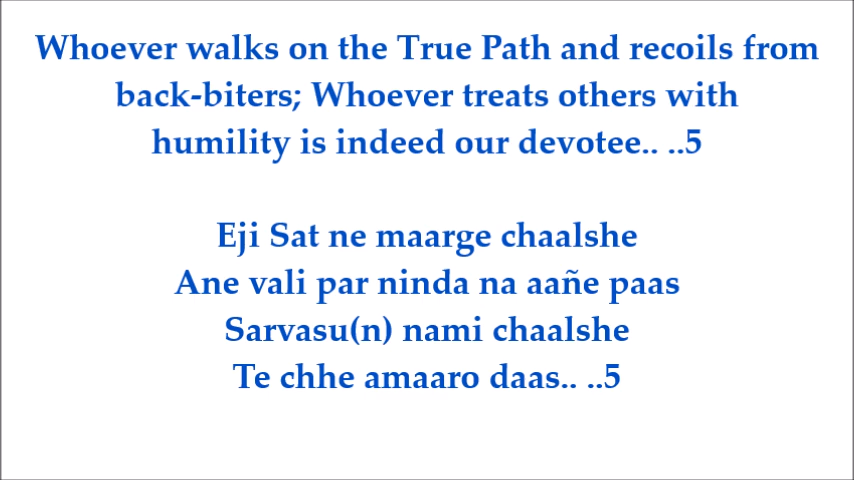 Whoever walks on the True Path and recoils from
back-biters; Whoever treats others with
humility is indeed our devotee.. ..5
Eji Sat ne maarge chaalshe
Ane vali par ninda na aañe paas
Sarvasu(n) nami chaalshe
Te chhe amaaro daas.. ..5